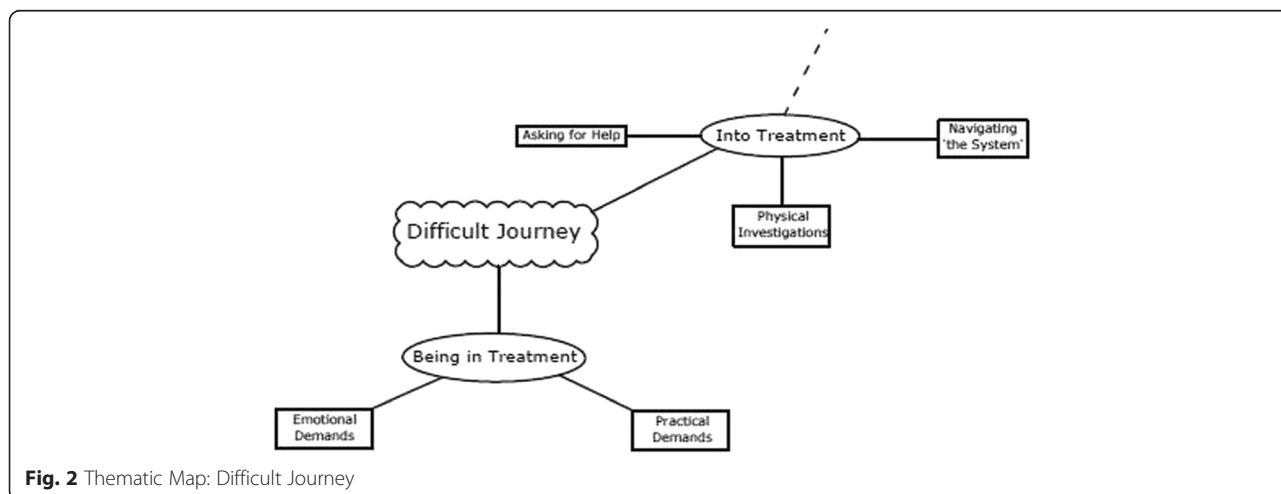 Asking for Help
Into Treatment
Navigating
'the System'
Physical
Investigations
Difficult Journey
Being in Treatment
Emotional
Demands
Practical
Demands
Fig. 2 Thematic Map: Difficult Journey